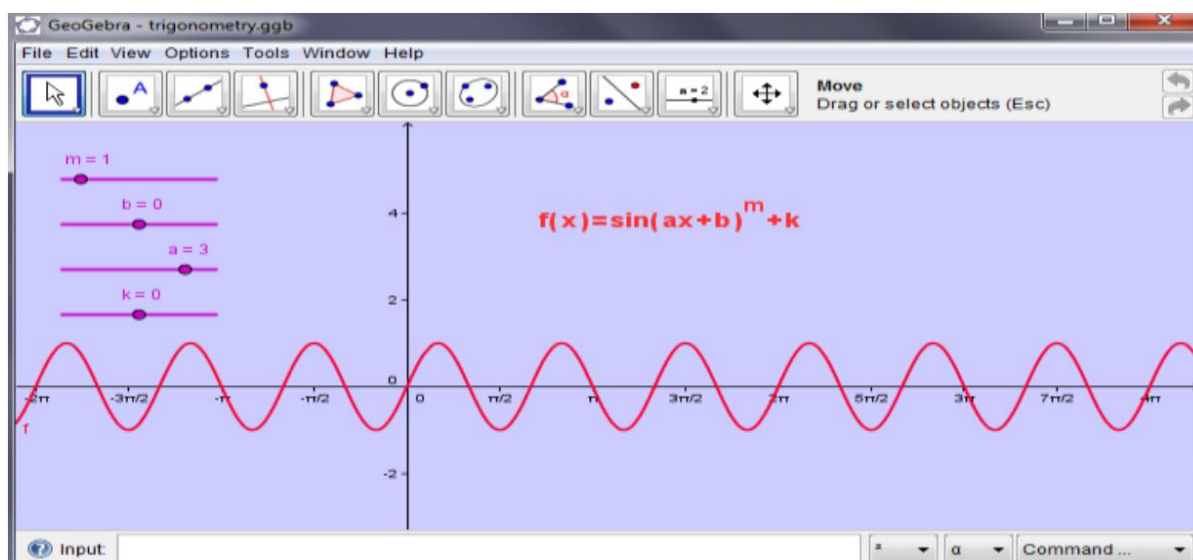 GeoGebra - trigonometry.ggb
File Edit View Options Tools Window Help
A
α
a = 2
Move
Drag or select objects (Esc)
m = 1
b = 0
a = 3
k = 0
f(x)=sin(ax+b)^m+k
4
2
0
-2
-2π -3π/2 -π -π/2 0 π/2 π 3π/2 2π 5π/2 3π 7π/2 4π
f
Input:
α
Command ...